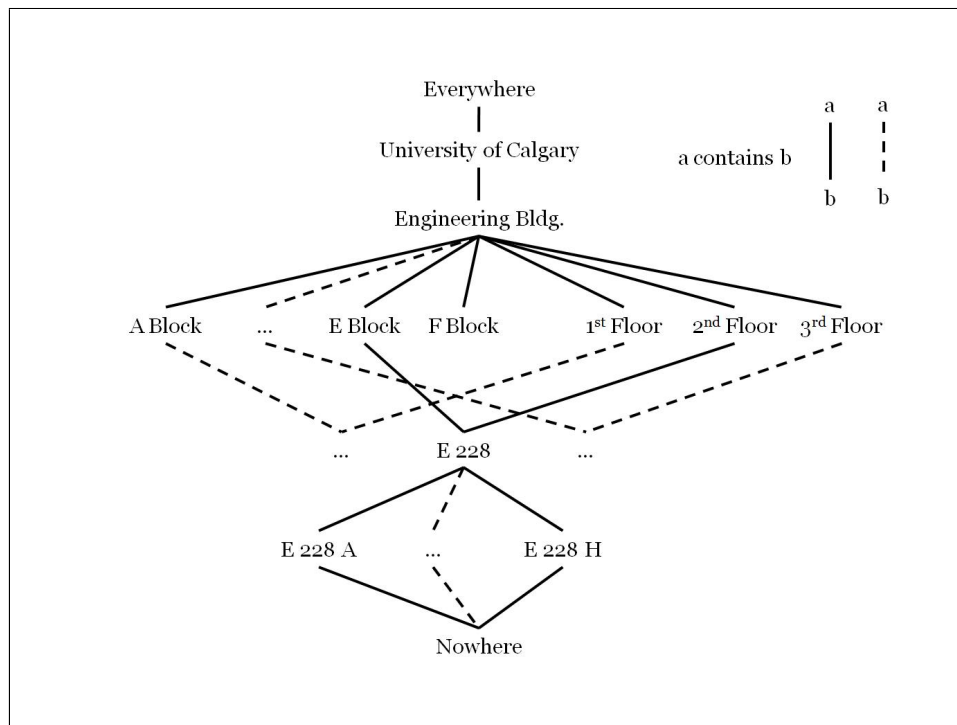 Everywhere
a a
University of Calgary
a contains b
b b
Engineering Bldg.
A Block ... E Block F Block 1st Floor 2nd Floor 3rd Floor
... E 228 ...
E 228 A ... E 228 H
Nowhere